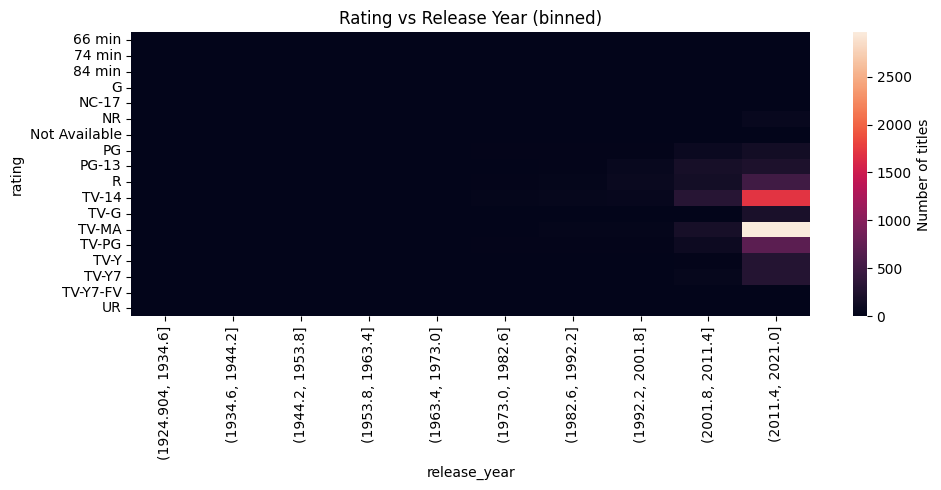 Rating vs Release Year (binned)
rating
66 min
74 min
84 min
G
NC-17
NR
Not Available
PG
PG-13
R
TV-14
TV-G
TV-MA
TV-PG
TV-Y
TV-Y7
TV-Y7-FV
UR
(1924.904, 1934.6]
(1934.6, 1944.2]
(1944.2, 1953.8]
(1953.8, 1963.4]
(1963.4, 1973.0]
(1973.0, 1982.6]
(1982.6, 1992.2]
(1992.2, 2001.8]
(2001.8, 2011.4]
(2011.4, 2021.0]
release_year
2500
2000
1500
1000
500
0
Number of titles